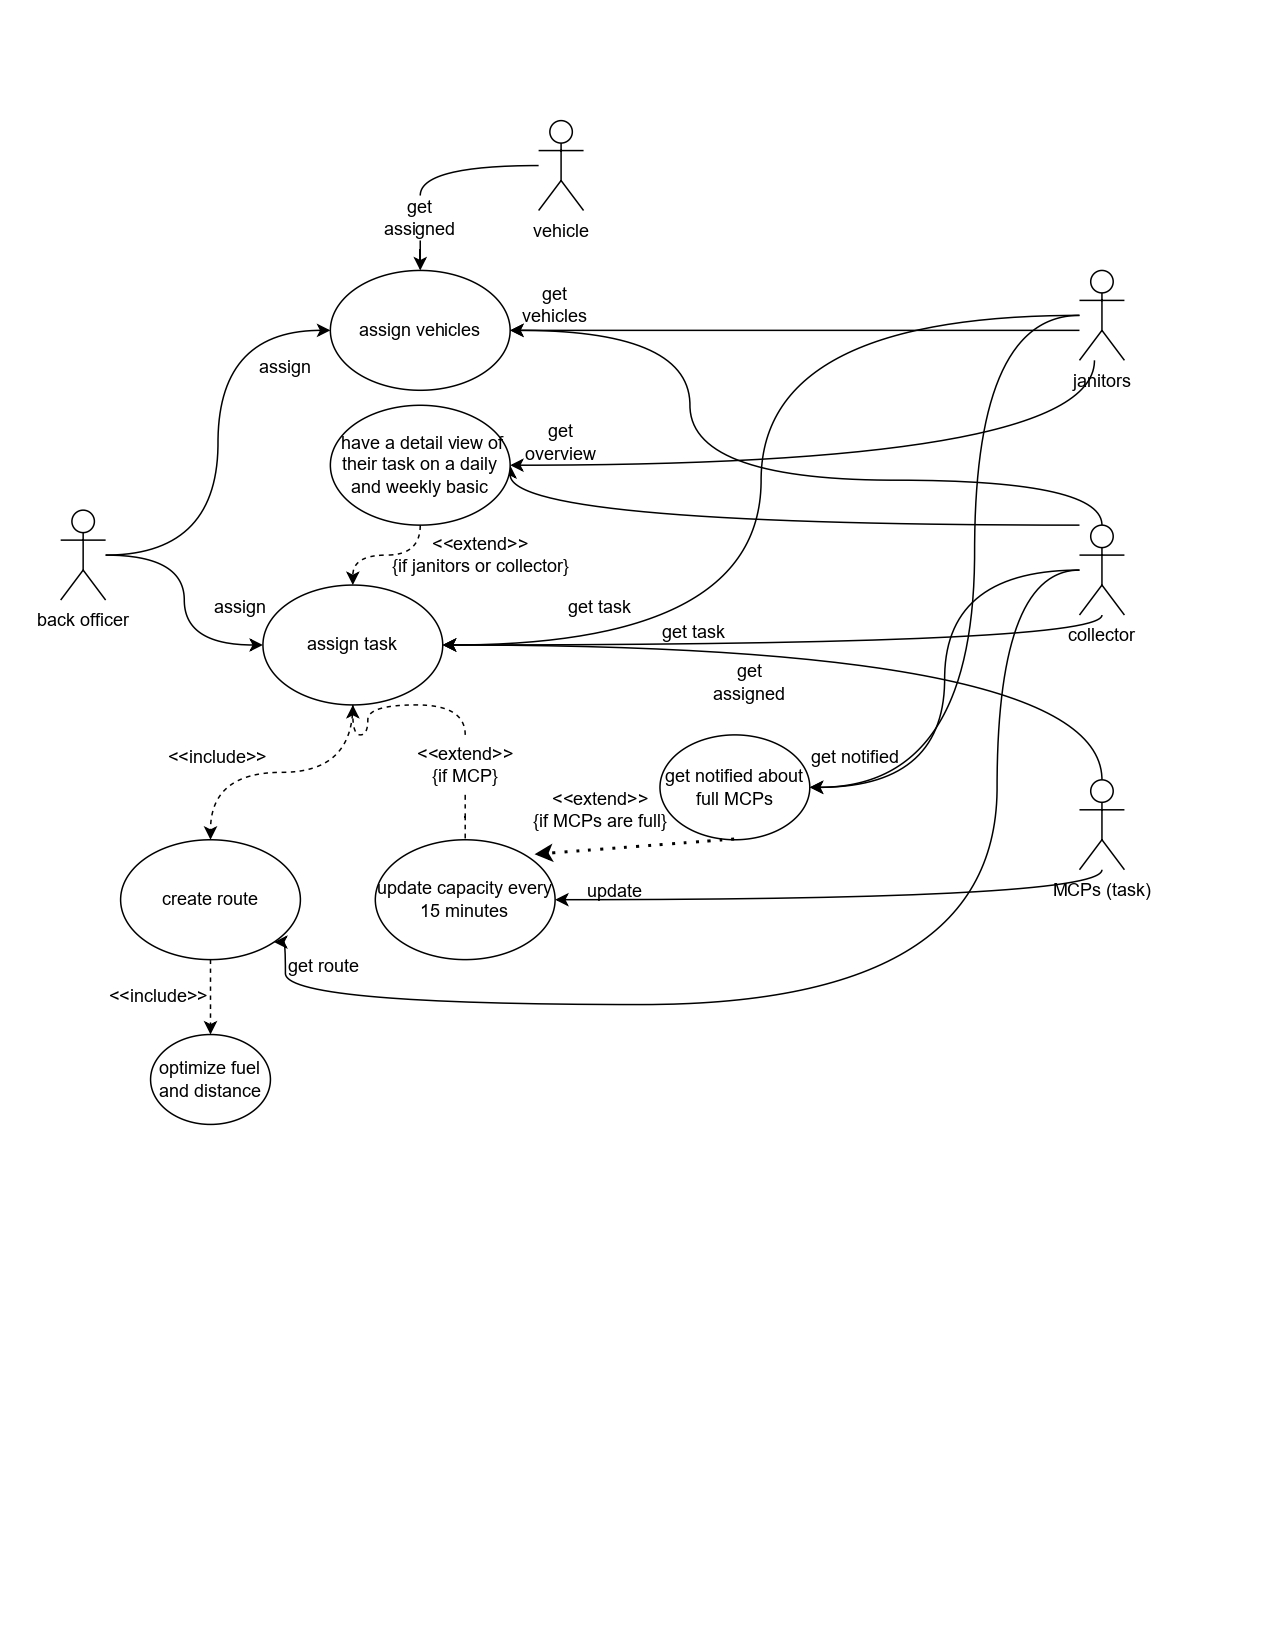 get
assigned
vehicle
get
vehicles
assign vehicles
assign
janitors
get
overview
have a detail view of
their task on a daily
and weekly basic
<<extend>>
{if janitors or collector}
back officer
assign
assign task
get task
get task
collector
get
assigned
<<include>>
<<extend>>
{if MCP}
get notified about
full MCPs
get notified
<<extend>>
{if MCPs are full}
create route
update capacity every
15 minutes
update
MCPs (task)
get route
<<include>>
optimize fuel
and distance